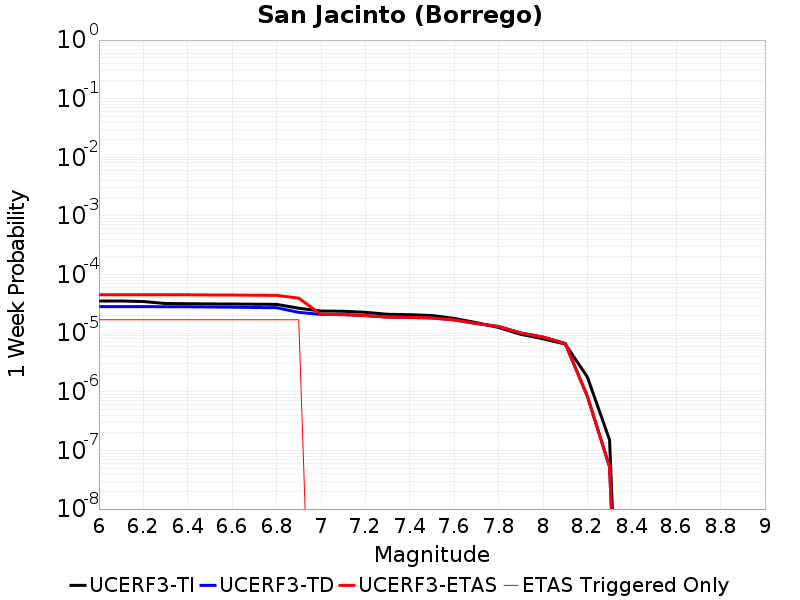 San Jacinto (Borrego)
10^0
10^-1
10^-2
10^-3
10^-4
10^-5
10^-6
10^-7
10^-8
1 Week Probability
6 6.2 6.4 6.6 6.8 7 7.2 7.4 7.6 7.8 8 8.2 8.4 8.6 8.8 9
Magnitude
UCERF3-TI UCERF3-TD UCERF3-ETAS ETAS Triggered Only